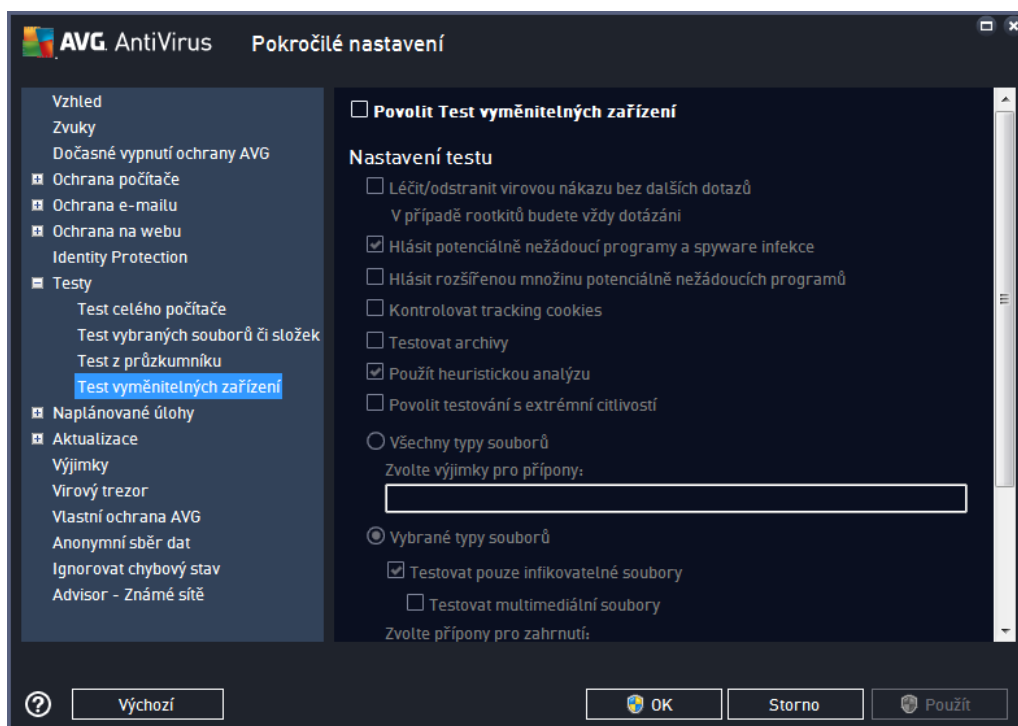 AVG. AntiVirus Pokročilé nastavení
Vzhled
Zvuky
Dočasné vypnutí ochrany AVG
Ochrana počítače
Ochrana e-mailu
Ochrana na webu
Identity Protection
Testy
Test celého počítače
Test vybraných souborů či složek
Test z průzkumníku
Test vyměnitelných zařízení
Naplánované úlohy
Aktualizace
Výjimky
Virový trezor
Vlastní ochrana AVG
Anonymní sběr dat
Ignorovat chybový stav
Advisor - Známé sítě
Povolit Test vyměnitelných zařízení
Nastavení testu
Léčit/odstranit virovou nákazu bez dalších dotazů
V případě rootkitů budete vždy dotázáni
Hlásit potenciálně nežádoucí programy a spyware infekce
Hlásit rozšířenou množinu potenciálně nežádoucích programů
Kontrolovat tracking cookies
Testovat archivy
Použít heuristickou analýzu
Povolit testování s extrémní citlivostí
Všechny typy souborů
Zvolte výjimky pro přípony:
Vybrané typy souborů
Testovat pouze infikovatelné soubory
Testovat multimediální soubory
Zvolte přípony pro zahrnutí:
Výchozí OK Storno Použít